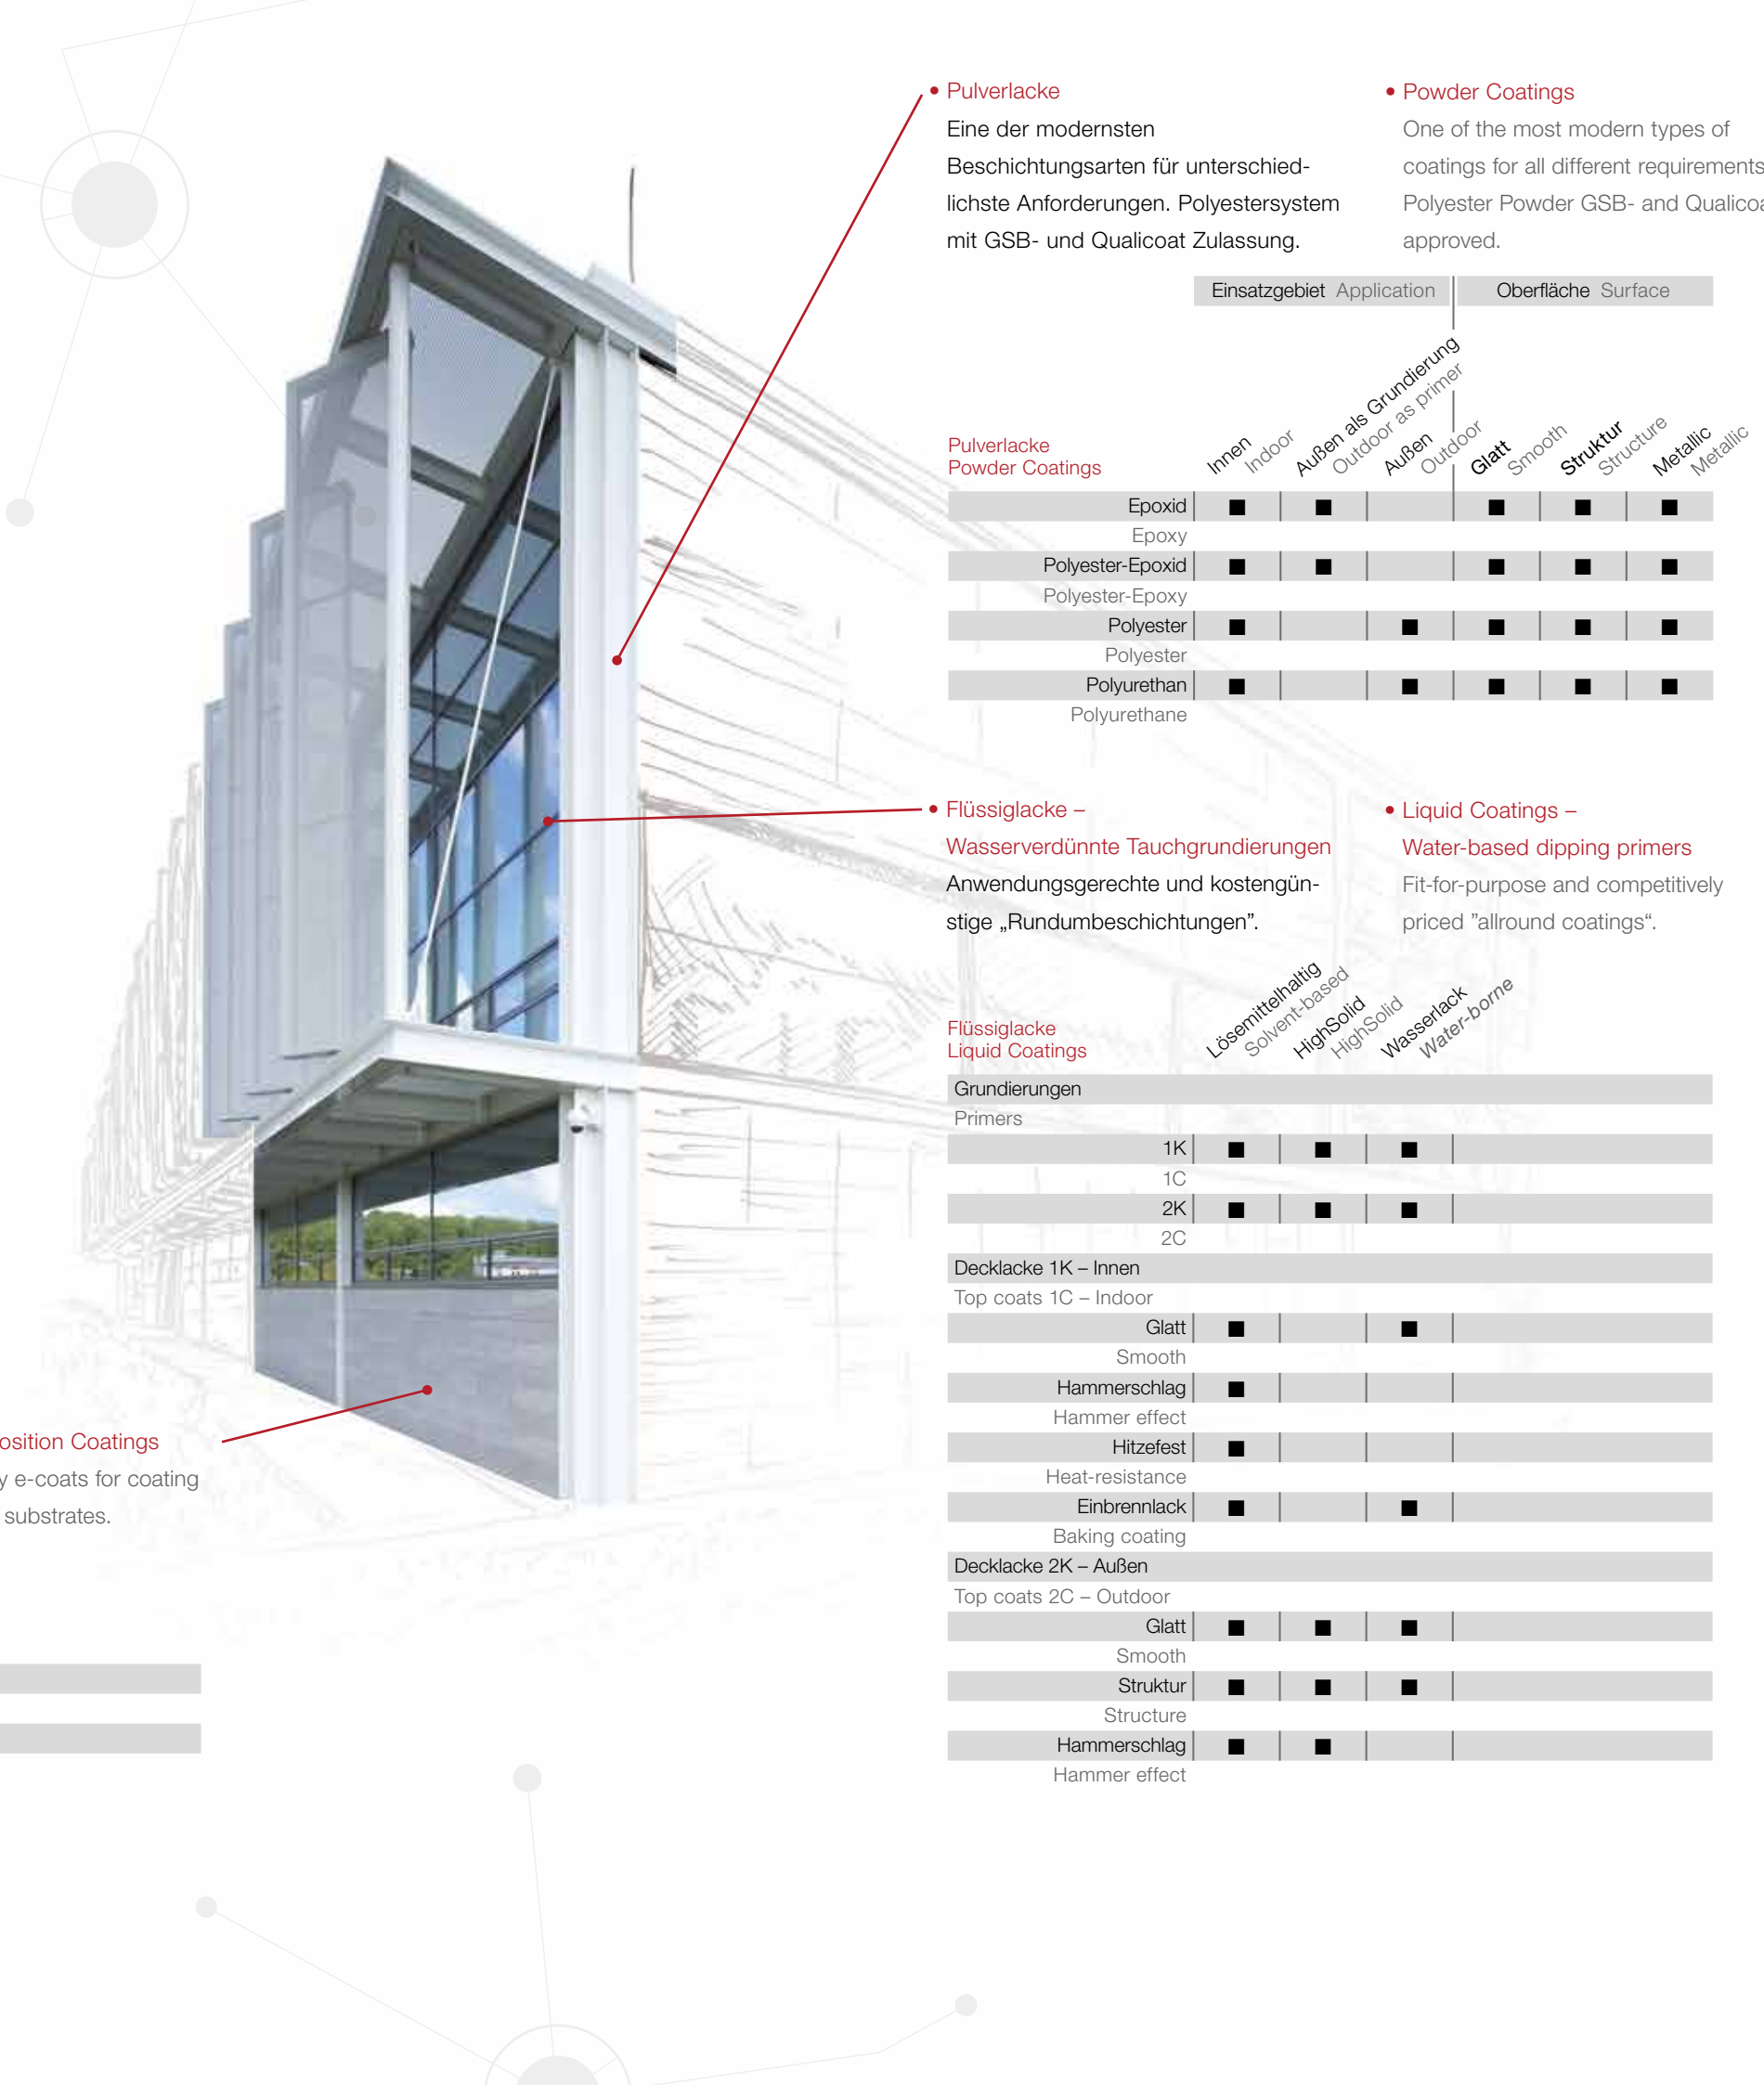 Pulverlacke
Eine der modernsten
Beschichtungsarten für unterschied-
lichste Anforderungen. Polyestersystem
mit GSB- und Qualicoat Zulassung.
Powder Coatings
One of the most modern types of
coatings for all different requirements
Polyester Powder GSB- and
approved.
Einsatzgebiet Application
Oberfläche Surface
Pulverlacke
Powder Coatings
Innen
Indoor
Außen als Grundierung
Outdoor as primer
Außen
Outdoor
Glatt
Smooth
Struktur
Structure
Metallic
Metallic
Epoxid ■ ■ ■ ■ ■
Epoxy
Polyester-Epoxid ■ ■ ■ ■ ■
Polyester-Epoxy
Polyester ■ ■ ■ ■ ■
Polyester
Polyurethan ■ ■ ■ ■ ■
Polyurethane
Flüssiglacke –
Wasserverdünnte Tauchgrundierungen
Anwendungsgerechte und kostengün-
stige „Rundumbeschichtungen”.
Liquid Coatings –
Water-based dipping primers
Fit-for-purpose and competitively
priced ”allround coatings“.
Flüssiglacke
Liquid Coatings
Lösemittelhaltig
Solvent-based
HighSolid
HighSolid
Wasserlack
Water-borne
Grundierungen
Primers
1K ■ ■ ■
1C
2K ■ ■ ■
2C
Decklacke 1K – Innen
Top coats 1C – Indoor
Glatt ■ ■
Smooth
Hammerschlag ■
Hammer effect
Hitzefest ■
Heat-resistance
Einbrennlack ■ ■
Baking coating
Decklacke 2K – Außen
Top coats 2C – Outdoor
Glatt ■ ■ ■
Smooth
Struktur ■ ■ ■
Structure
Hammerschlag ■ ■
Hammer effect
Coatings
e-coats for coating
substrates.